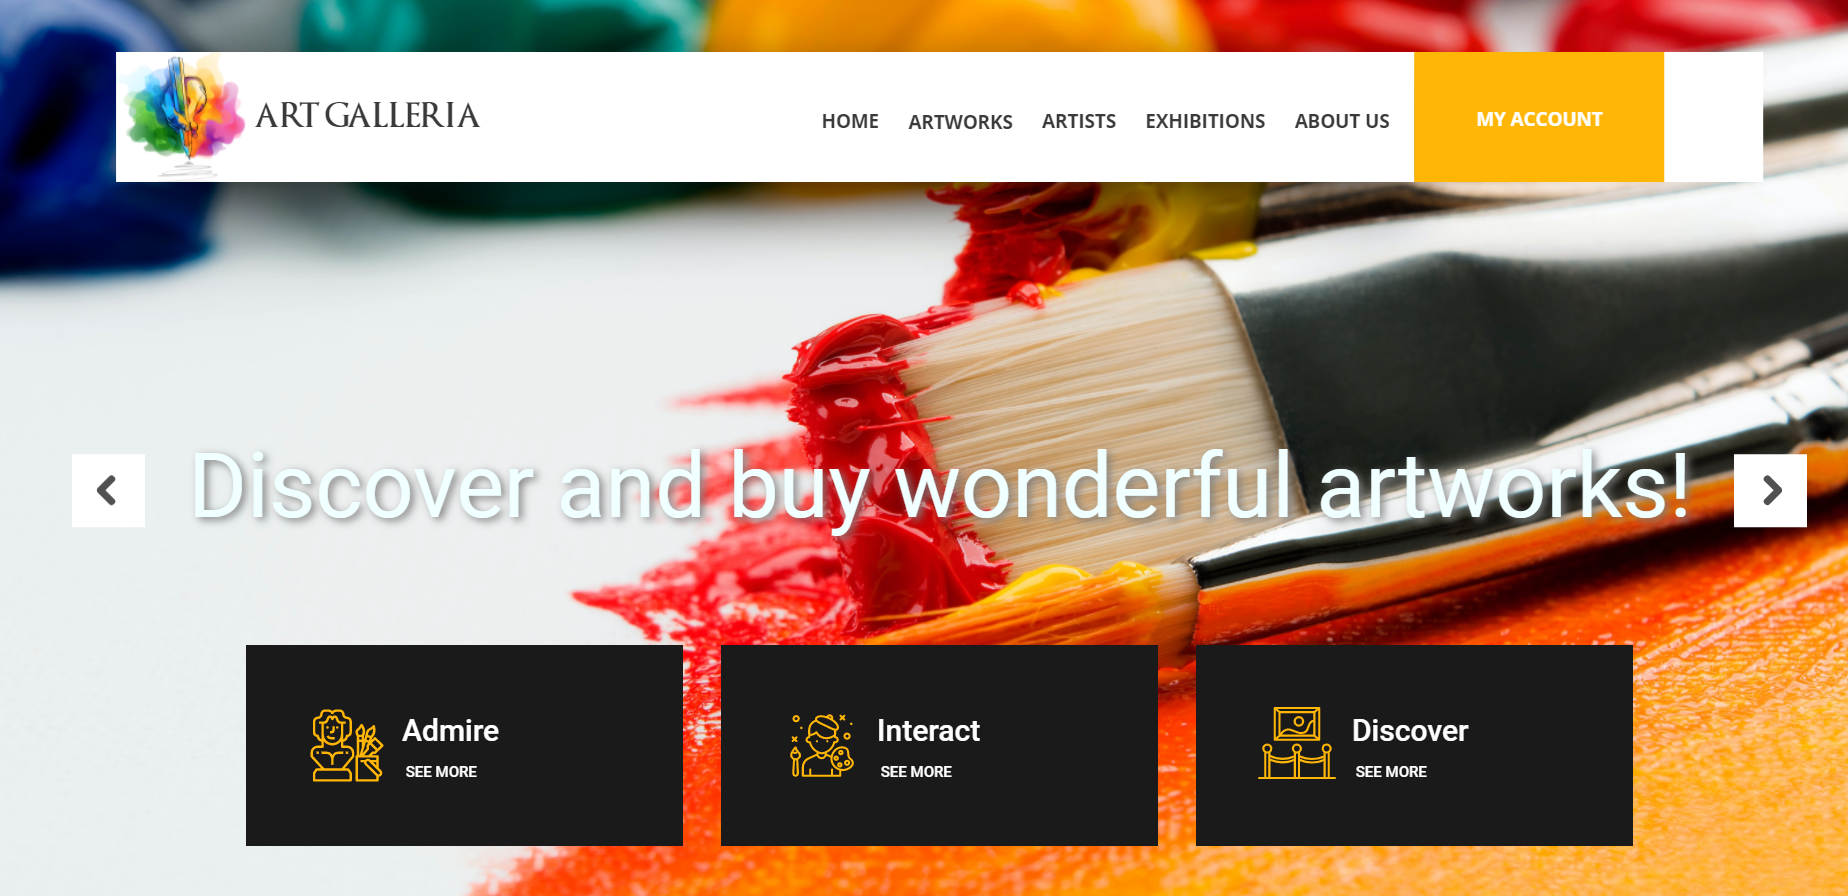 ART GALLERIA
HOME ARTWORKS ARTISTS EXHIBITIONS ABOUT US MY ACCOUNT
Discover and buy wonderful artworks!
Admire
SEE MORE
Interact
SEE MORE
Discover
SEE MORE